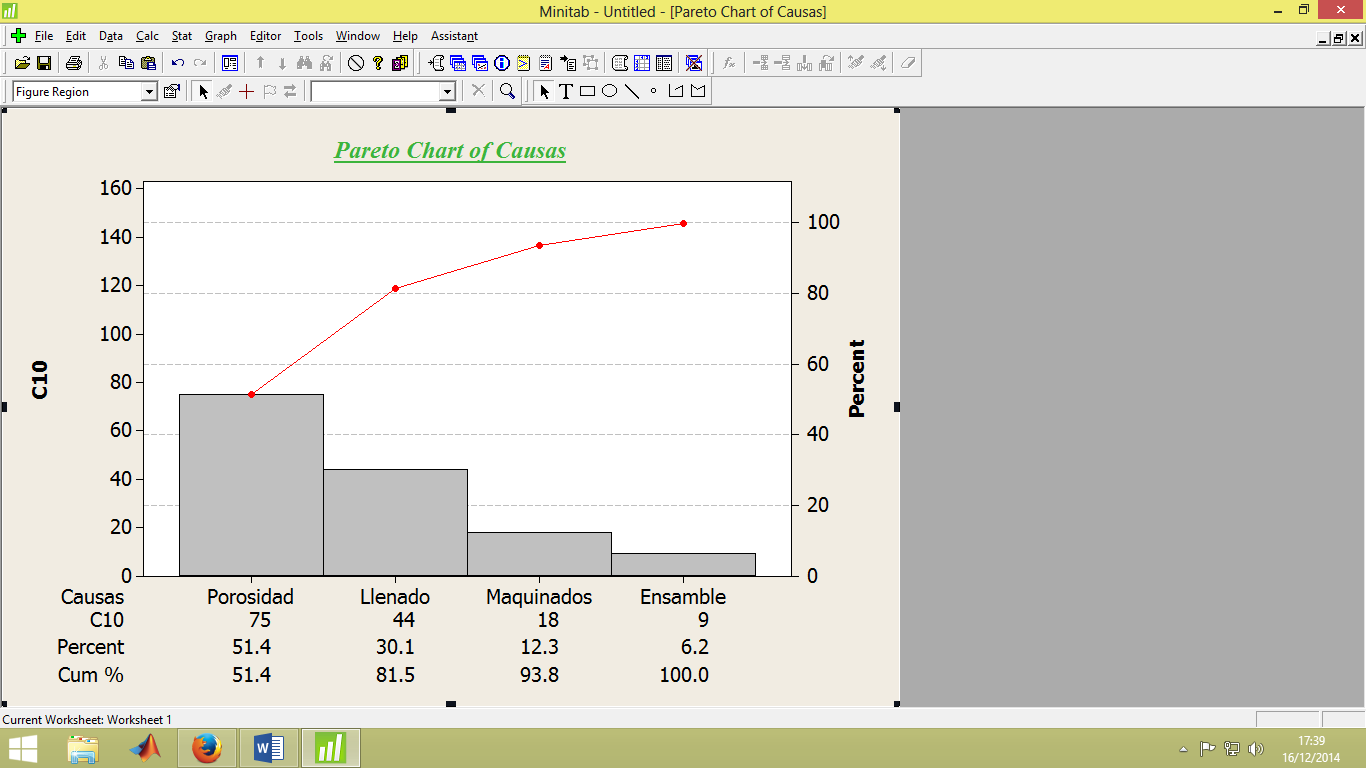 Minitab - Untitled - [Pareto Chart of Causas]
File Edit Data Calc Stat Graph Editor Tools Window Help Assistant
Figure Region
Pareto Chart of Causas
160
140
120
100
80
60
40
20
0
C10
100
80
60
40
20
0
Percent
Causas Porosidad Llenado Maquinados Ensamble
C10 75 44 18 9
Percent 51.4 30.1 12.3 6.2
Cum % 51.4 81.5 93.8 100.0
Current Worksheet: Worksheet 1
17:39
16/12/2014